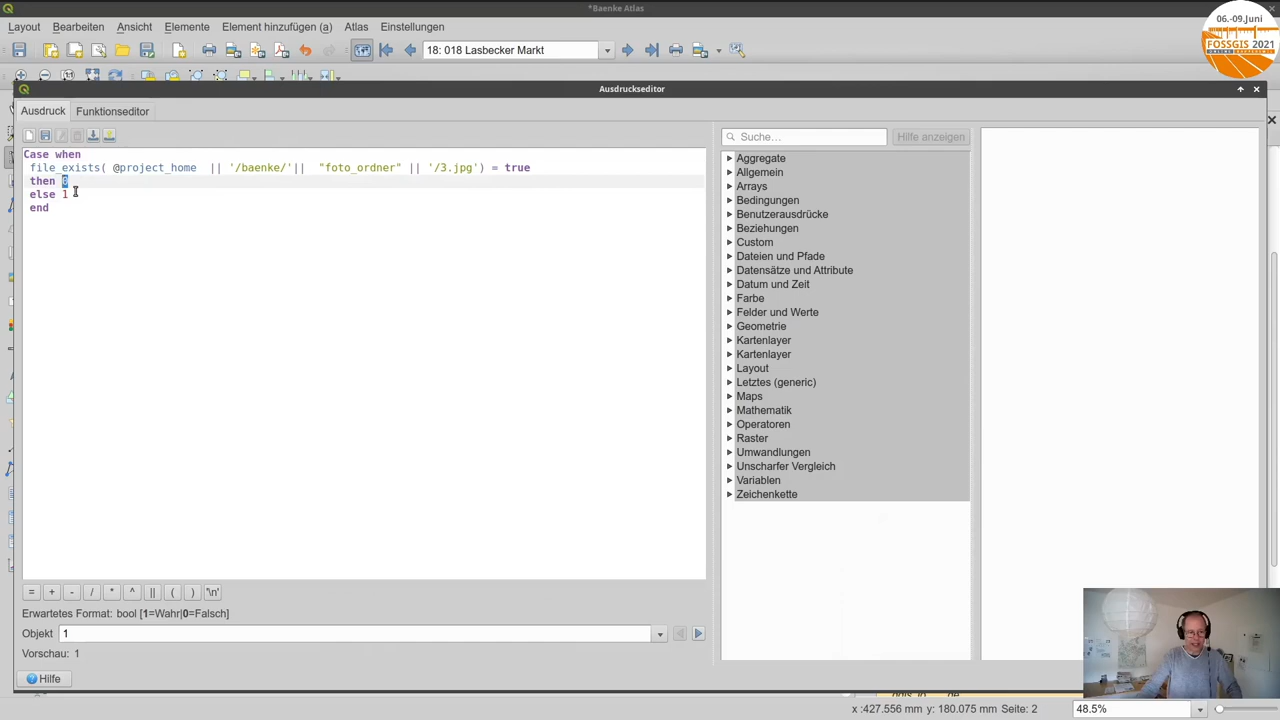 *Baenke Atlas
06.-09.Juni
FOSSGIS 2021
Layout Bearbeiten Ansicht Elemente Element hinzufügen (a) Atlas Einstellungen
18: 018 Lasbecker Markt
Ausdruckseditor
Ausdruck Funktionseditor
Suche… Hilfe anzeigen
Case when
file_exists( @project_home || '/baenke/'|| "foto_ordner" || '/3.jpg') = true
then 0
else 1
end
Aggregate
Allgemein
Arrays
Bedingungen
Benutzerausdrücke
Beziehungen
Custom
Dateien und Pfade
Datensätze und Attribute
Datum und Zeit
Farbe
Felder und Werte
Geometrie
Kartenlayer
Kartenlayer
Layout
Letztes (generic)
Maps
Mathematik
Operatoren
Raster
Umwandlungen
Unscharfer Vergleich
Variablen
Zeichenkette
= + - / * ^ || ( ) '\n'
Erwartetes Format: bool [1=Wahr|0=Falsch]
Objekt 1
Vorschau: 1
Hilfe
x :427.556 mm y: 180.075 mm Seite: 2 48.5%